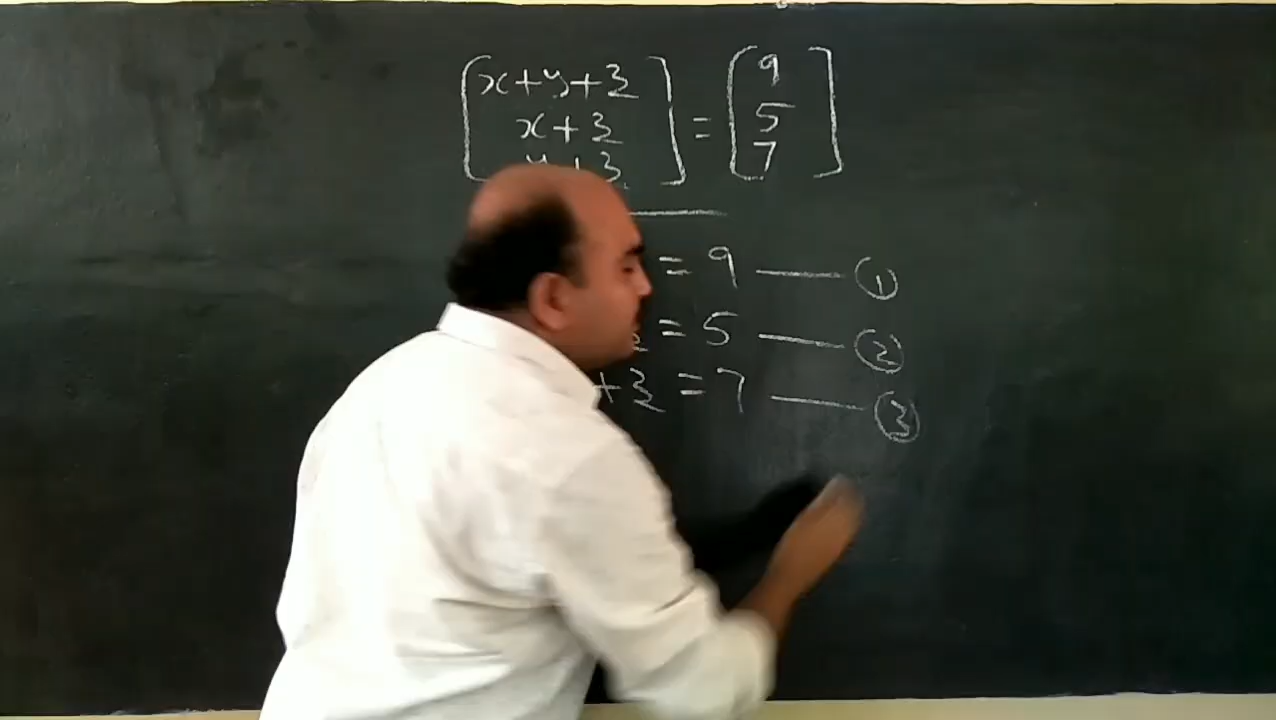 [x+y+z] = [9]
x+z 5
y+z 7
= 9 —— ①
z = 5 —— ②
+z = 7 —— ③